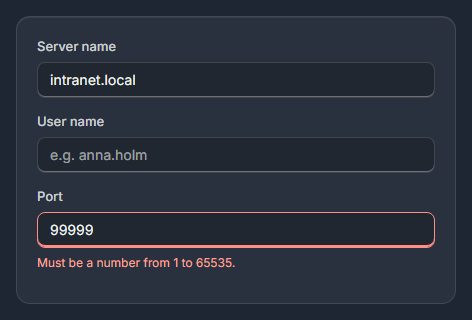 Server name
intranet.local
User name
e.g. anna.holm
Port
99999
Must be a number from 1 to 65535.